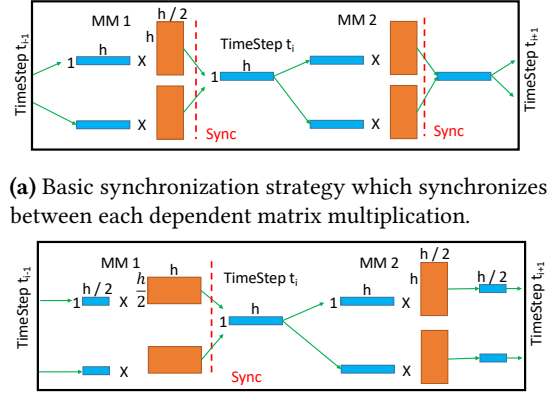 MM 1
h / 2
MM 2
TimeStep t_{i-1}
h
h
TimeStep t_i
1
X
1
h
X
TimeStep t_{i+1}
X
X
Sync
Sync
(a) Basic synchronization strategy which synchronizes
between each dependent matrix multiplication.
MM 1
h
TimeStep t_i
MM 2
h / 2
TimeStep t_{i-1}
h / 2
h/2
h
h
h
h / 2
TimeStep t_{i+1}
1
X
1
1
X
X
X
Sync